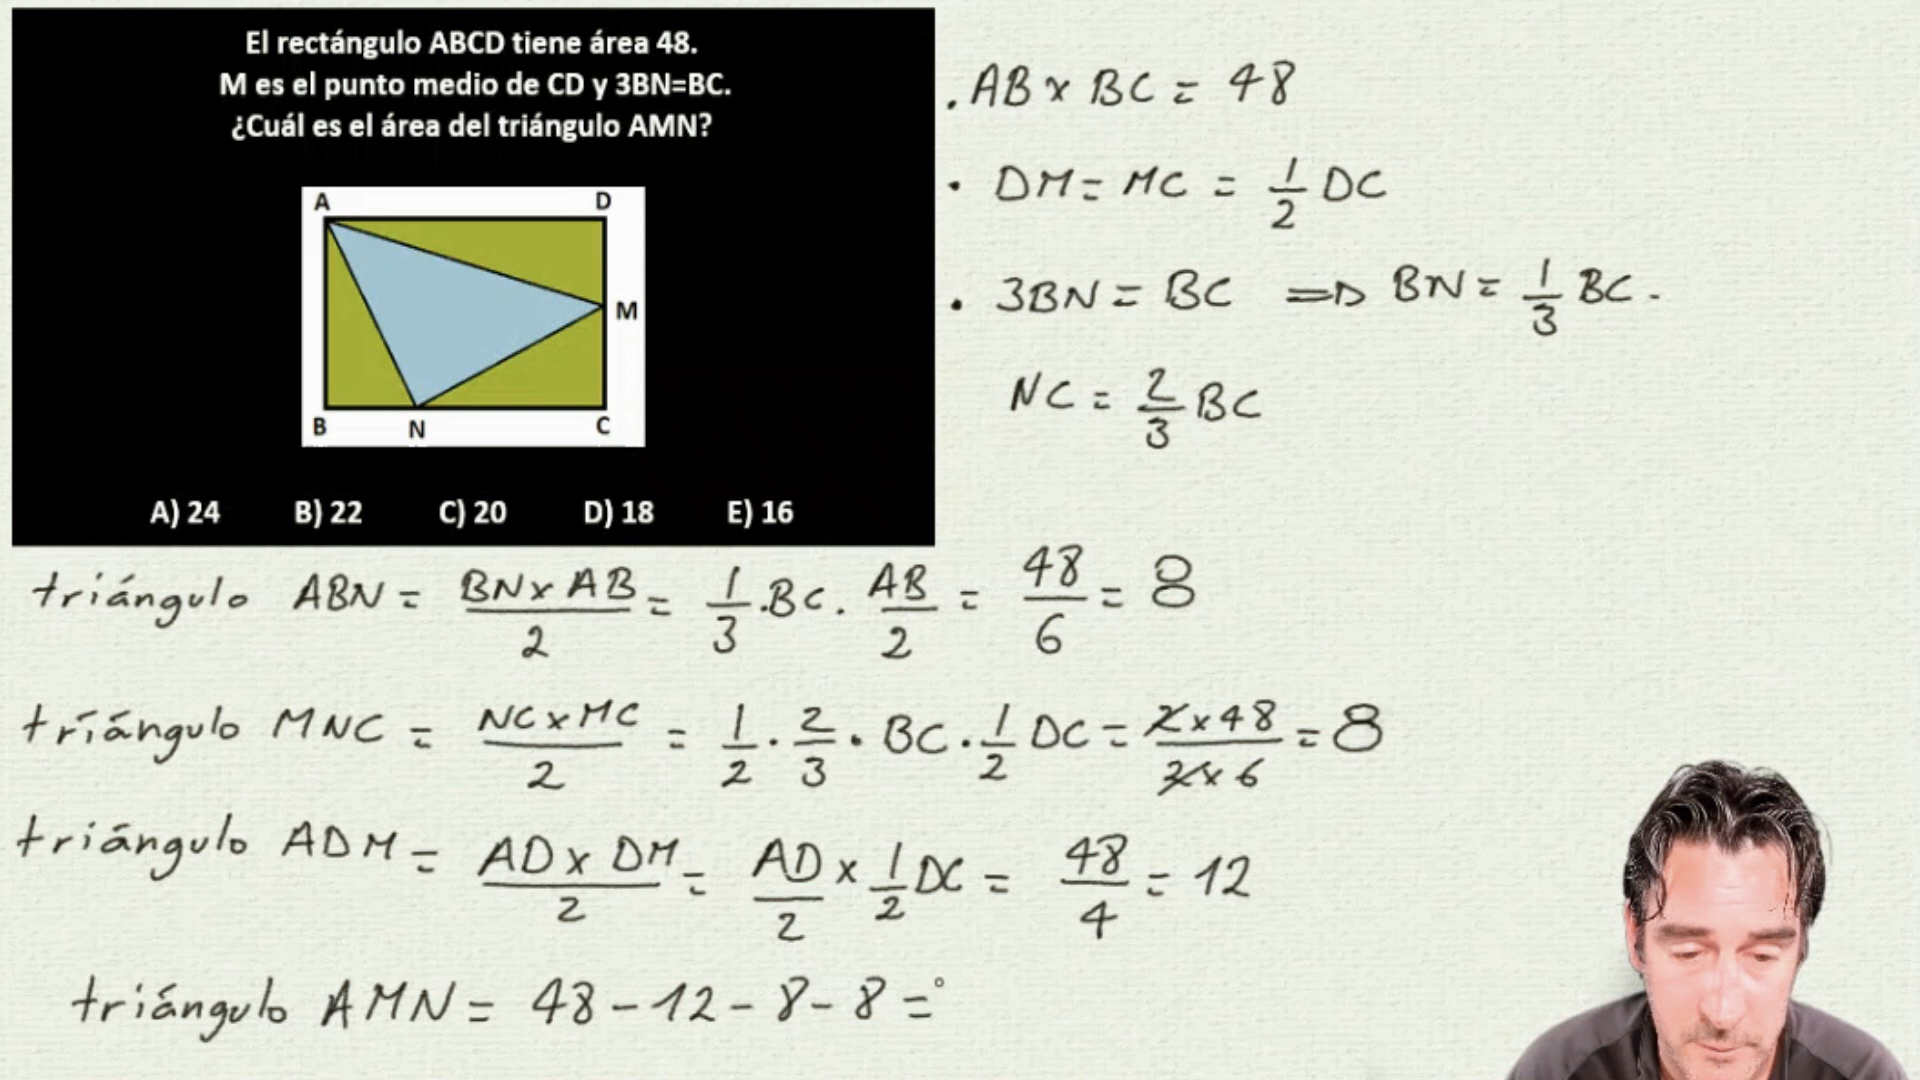 El rectángulo ABCD tiene área 48.
M es el punto medio de CD y 3BN=BC.
¿Cuál es el área del triángulo AMN?
A D
M
B N C
A) 24 B) 22 C) 20 D) 18 E) 16
. AB x BC = 48
· DM = MC = 1/2 DC
· 3BN = BC => BN = 1/3 BC.
NC = 2/3 BC
triángulo ABN = BN x AB / 2 = 1/3 . BC . AB/2 = 48/6 = 8
tríángulo MNC = NC x MC / 2 = 1/2 · 2/3 · BC · 1/2 DC = 2 x 48 / 2 x 6 = 8
triángulo ADM = AD x DM / 2 = AD/2 x 1/2 DC = 48/4 = 12
triángulo AMN = 48 - 12 - 8 - 8 =